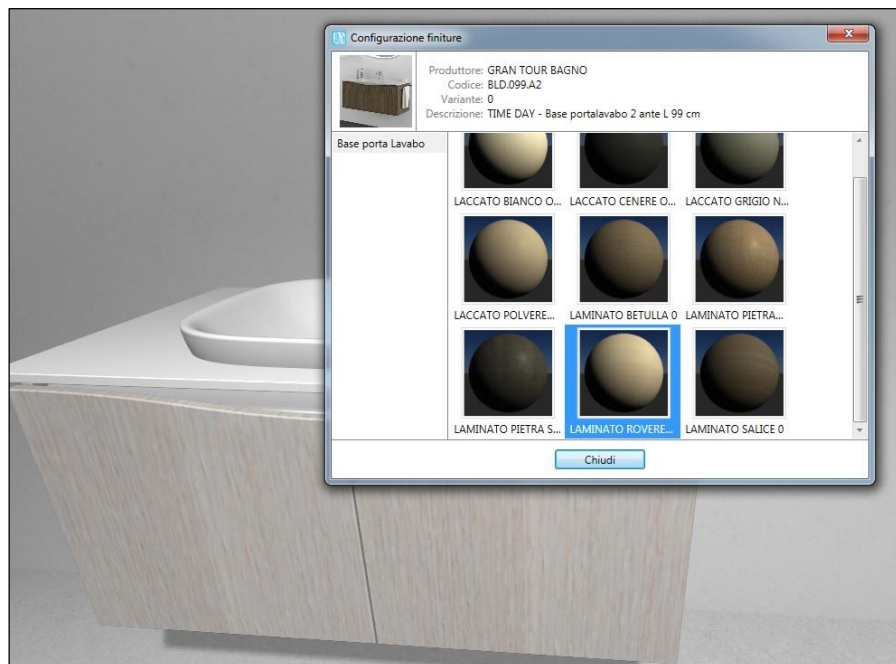 Configurazione finiture
Produttore: GRAN TOUR BAGNO
Codice: BLD.099.A2
Variante: 0
Descrizione: TIME DAY - Base portalavabo 2 ante L 99 cm
Base porta Lavabo
LACCATO BIANCO O... LACCATO CENERE O... LACCATO GRIGIO N...
LACCATO POLVERE... LAMINATO BETULLA 0 LAMINATO PIETRA...
LAMINATO PIETRA S... LAMINATO ROVERE... LAMINATO SALICE 0
Chiudi